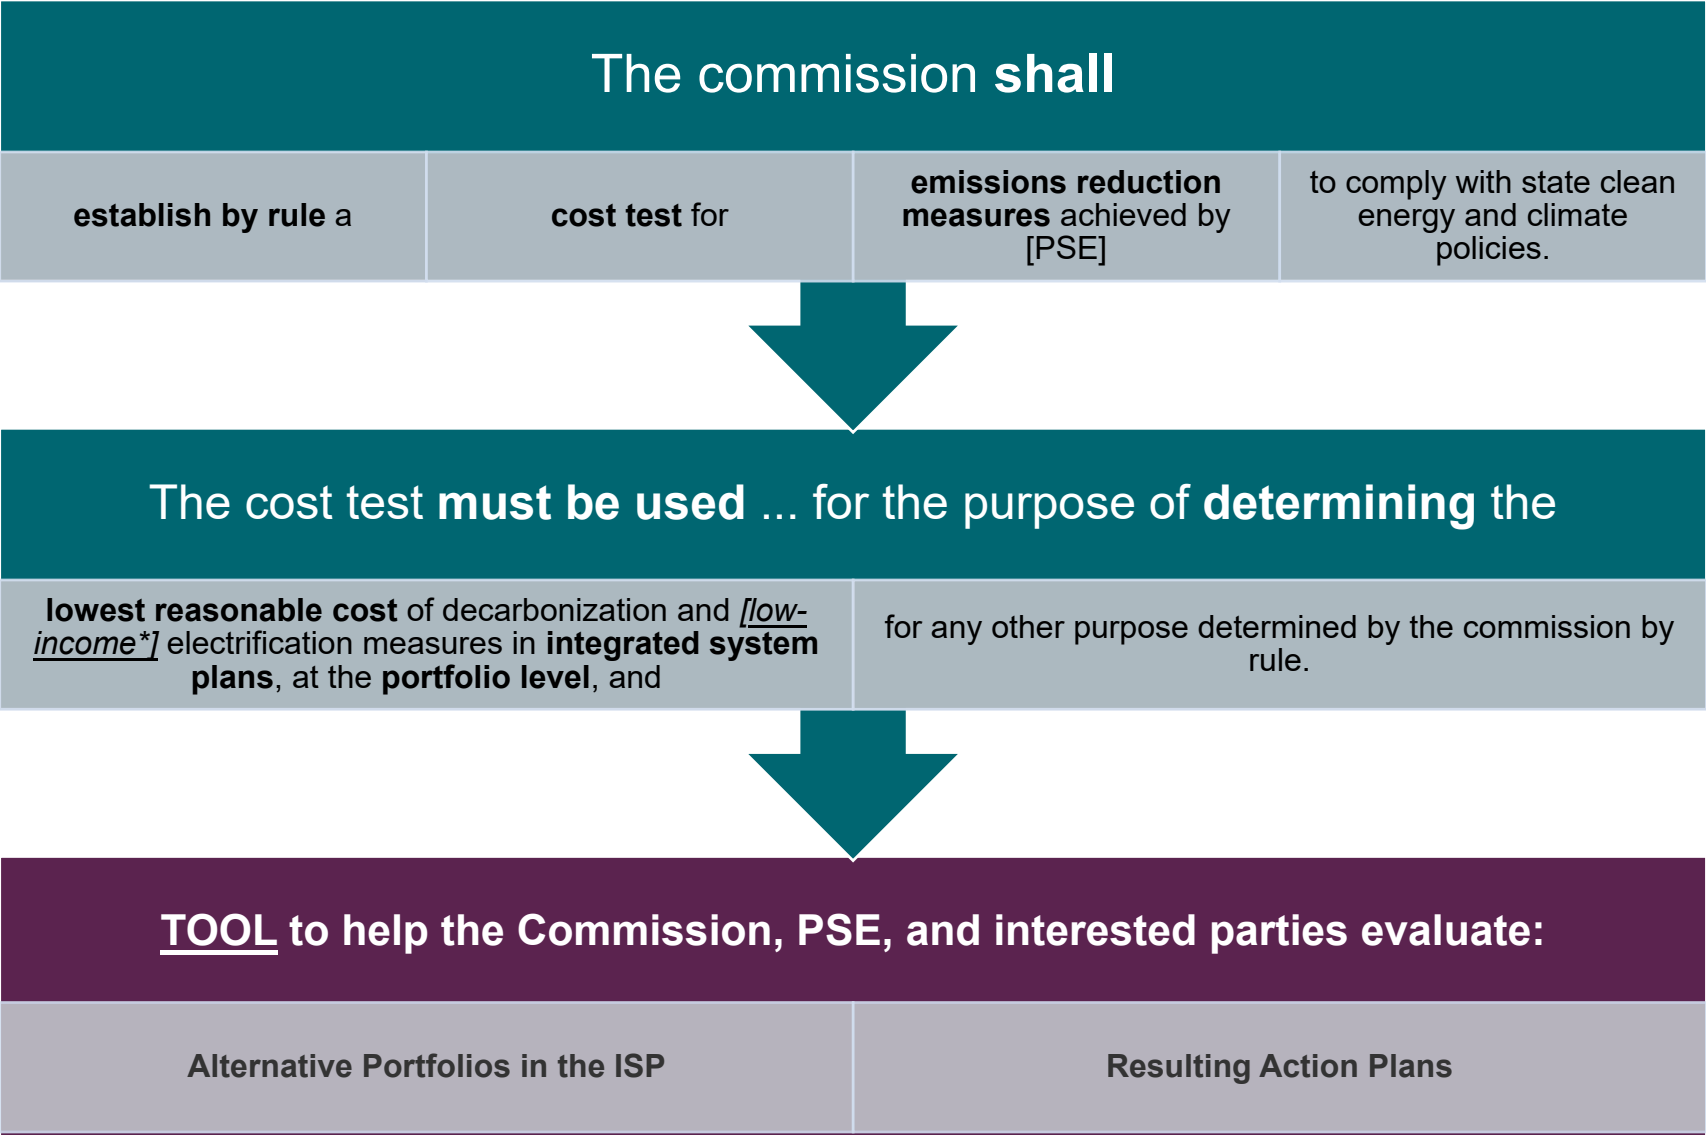 The commission shall
establish by rule a
cost test for
emissions reduction
measures achieved by
[PSE]
to comply with state clean
energy and climate
policies.
The cost test must be used ... for the purpose of determining the
lowest reasonable cost of decarbonization and [low-
income*] electrification measures in integrated system
plans, at the portfolio level, and
for any other purpose determined by the commission by
rule.
TOOL to help the Commission, PSE, and interested parties evaluate:
Alternative Portfolios in the ISP
Resulting Action Plans